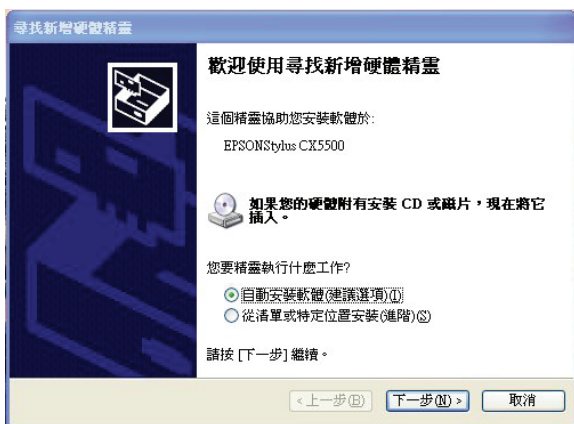 尋找新增硬體精靈
歡迎使用尋找新增硬體精靈
這個精靈協助您安裝軟體於:
EPSONStylus CX5500
如果您的硬體附有安裝 CD 或磁片,現在將它
插入。
您要精靈執行什麼工作?
自動安裝軟體(建議選項)(I)
從清單或特定位置安裝(進階)(S)
請按 [下一步] 繼續。
<上一步(B) 下一步(N)> 取消